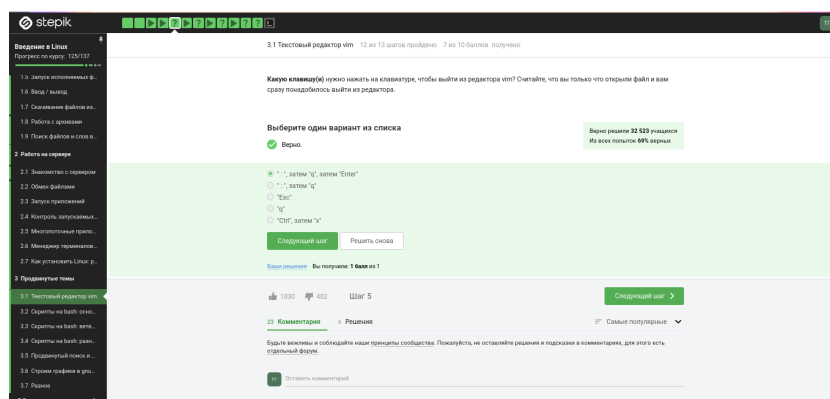 stepik
Введение в Linux
Прогресс по курсу: 125/137
1.5 Запуск исполняемых ф...
1.6 Ввод / вывод
1.7 Скачивание файлов из...
1.8 Работа с архивами
1.9 Поиск файлов и слов в...
2 Работа на сервере
2.1 Знакомство с сервером
2.2 Обмен файлами
2.3 Запуск приложений
2.4 Контроль запускаемых...
2.5 Многопоточные прило...
2.6 Менеджер терминалов...
2.7 Как установить Linux: р...
3 Продвинутые темы
3.1 Текстовый редактор vim
3.2 Скрипты на bash: осно...
3.3 Скрипты на bash: ветв...
3.4 Скрипты на bash: разн...
3.5 Продвинутый поиск и ...
3.6 Строим графики в gnu...
3.7 Разное
3.1 Текстовый редактор vim 12 из 13 шагов пройдено 7 из 10 баллов получено
Какую клавишу(и) нужно нажать на клавиатуре, чтобы выйти из редактора vim? Считайте, что вы только что открыли файл и вам
сразу понадобилось выйти из редактора.
Выберите один вариант из списка
Верно.
Верно решили 32 523 учащихся
Из всех попыток 69% верных
" : ", затем "q", затем "Enter"
" : ", затем "q"
"Esc"
"q"
"Ctrl", затем "x"
Следующий шаг Решить снова
Ваши решения Вы получили: 1 балл из 1
1030 402 Шаг 5 Следующий шаг
23 Комментария 4 Решения Самые популярные
Будьте вежливы и соблюдайте наши принципы сообщества. Пожалуйста, не оставляйте решения и подсказки в комментариях, для этого есть
отдельный форум.
Оставить комментарий